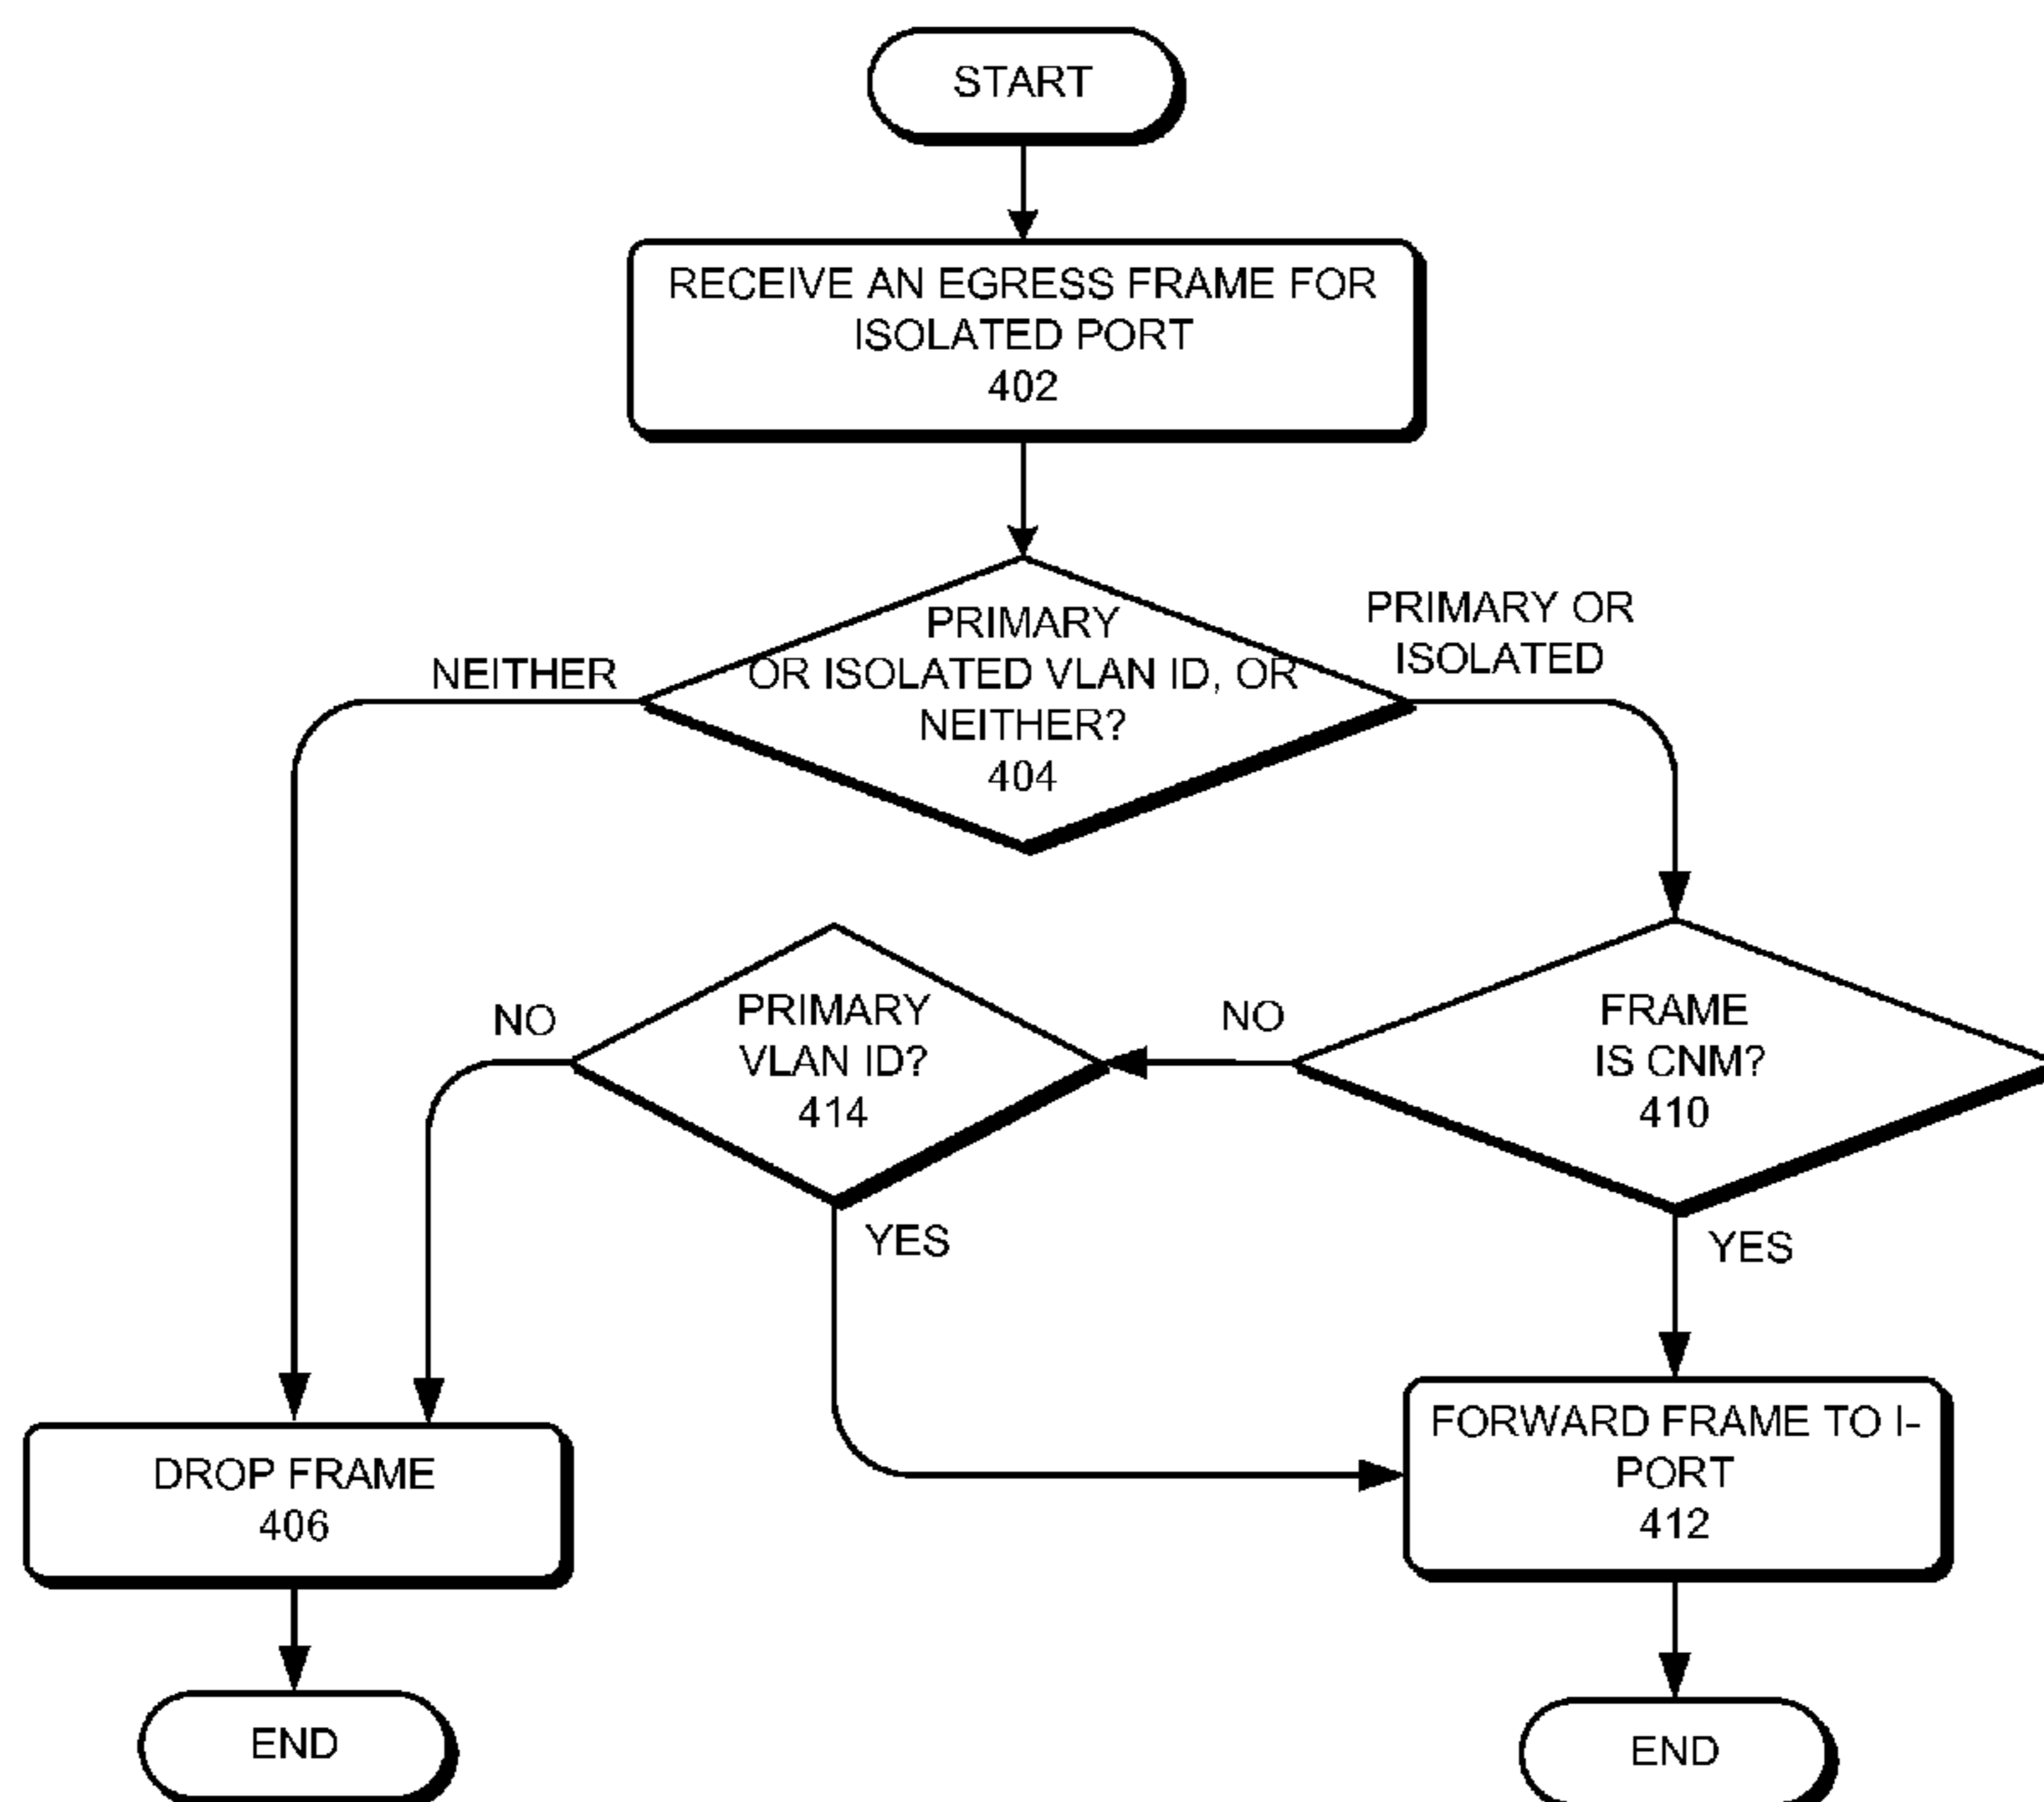 START
RECEIVE AN EGRESS FRAME FOR
ISOLATED PORT
402
PRIMARY
OR ISOLATED VLAN ID, OR
NEITHER?
404
NEITHER
PRIMARY OR
ISOLATED
PRIMARY
VLAN ID?
414
NO
YES
FRAME
IS CNM?
410
NO
YES
DROP FRAME
406
FORWARD FRAME TO I-
PORT
412
END
END